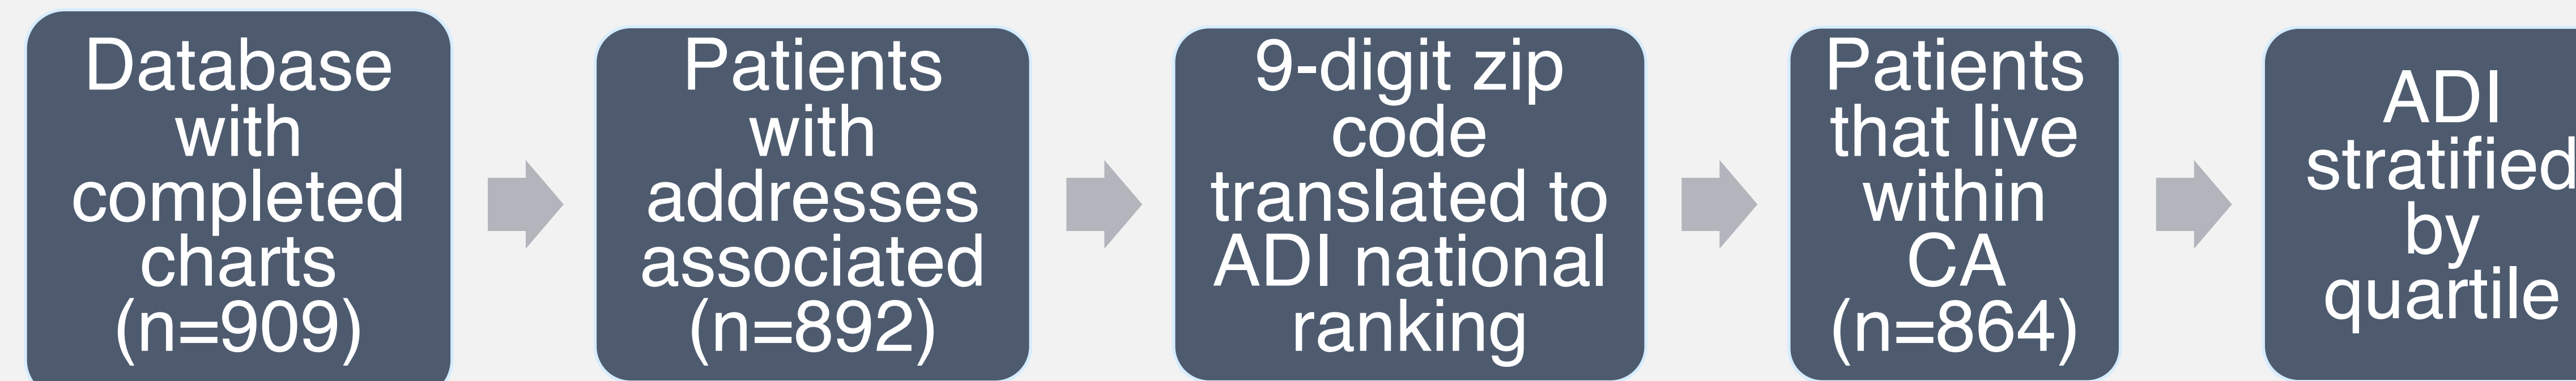 Database
with
completed
charts
(n=909)
Patients
with
addresses
associated
(n=892)
9-digit zip
code
translated to
ADI national
ranking
Patients
that live
within
CA
(n=864)
ADI
stratified
by
quartile